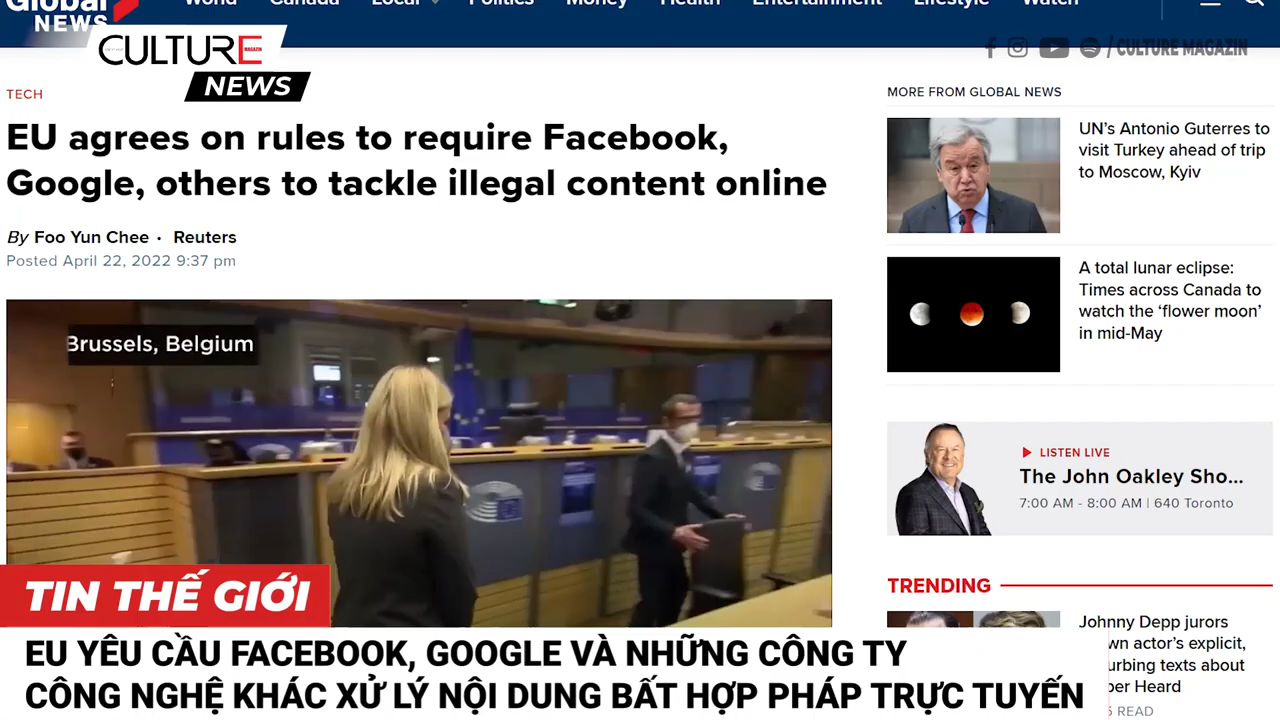 Global
NEWS
World Canada Local Politics Money Health Entertainment Lifestyle Watch
CULTURE
MAGAZIN
NEWS
/ CULTURE MAGAZIN
TECH
EU agrees on rules to require Facebook,
Google, others to tackle illegal content online
By Foo Yun Chee · Reuters
Posted April 22, 2022 9:37 pm
Brussels, Belgium
MORE FROM GLOBAL NEWS
UN’s Antonio Guterres to
visit Turkey ahead of trip
to Moscow, Kyiv
A total lunar eclipse:
Times across Canada to
watch the ‘flower moon’
in mid-May
LISTEN LIVE
The John Oakley Sho...
7:00 AM - 8:00 AM | 640 Toronto
TRENDING
Johnny Depp jurors
actor’s explicit,
texts about
Heard
READ
TIN THẾ GIỚI
EU YÊU CẦU FACEBOOK, GOOGLE VÀ NHỮNG CÔNG TY
CÔNG NGHỆ KHÁC XỬ LÝ NỘI DUNG BẤT HỢP PHÁP TRỰC TUYẾN